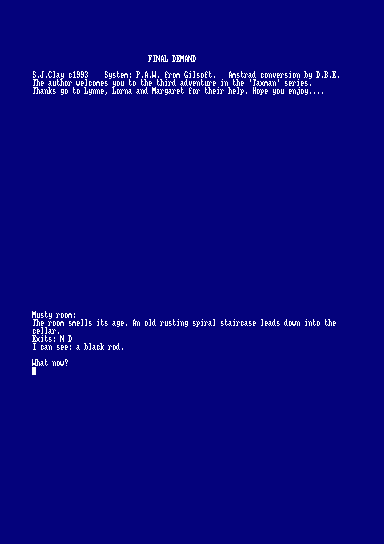 FINAL DEMAND
S.J.Clay c1993 System: P.A.W. from Gilsoft. Amstrad conversion by D.B.E.
The author welcomes you to the third adventure in the 'Taxman' series.
Thanks go to Lynne, Lorna and Margaret for their help. Hope you enjoy....
Musty room:
The room smells its age. An old rusting spiral staircase leads down into the
cellar.
Exits: N D
I can see: a black rod.
What now?